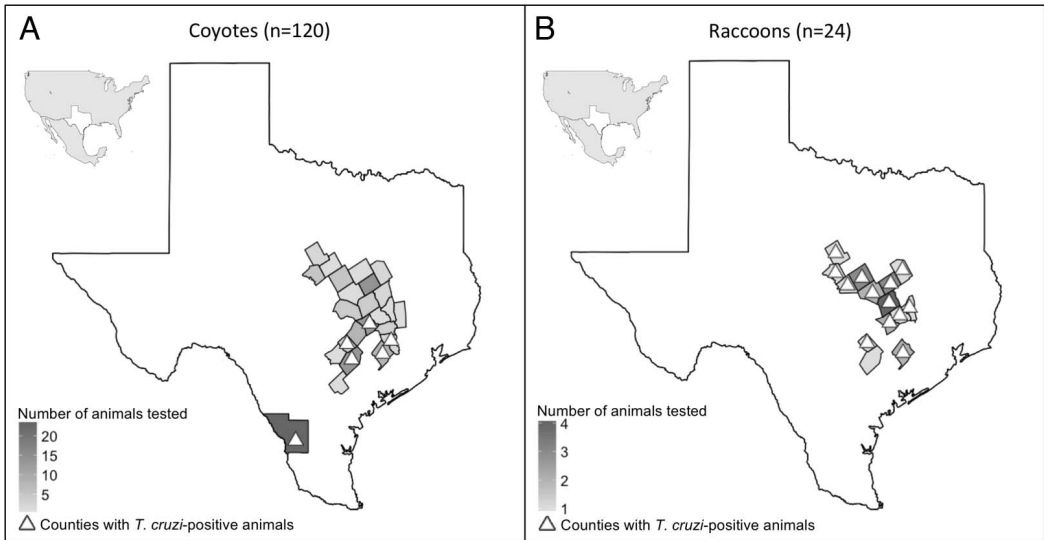 A
Coyotes (n=120)
Number of animals tested
20
15
10
5
Counties with T. cruzi-positive animals
B
Raccoons (n=24)
Number of animals tested
4
3
2
1
Counties with T. cruzi-positive animals